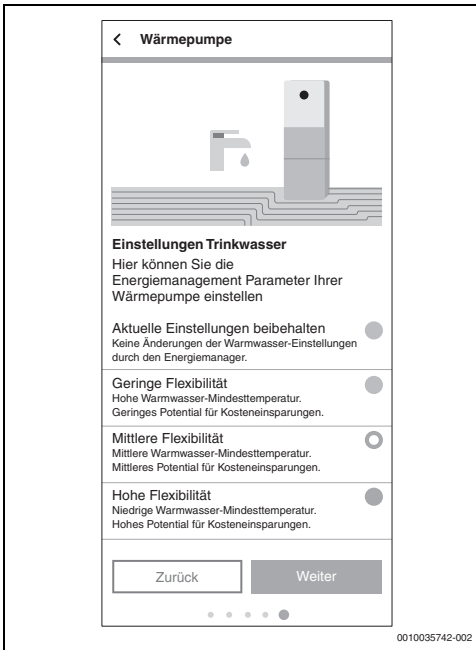 Wärmepumpe
Einstellungen Trinkwasser
Hier können Sie die
Energiemanagement Parameter Ihrer
Wärmepumpe einstellen
Aktuelle Einstellungen beibehalten
Keine Änderungen der Warmwasser-Einstellungen
durch den Energiemanager.
Geringe Flexibilität
Hohe Warmwasser-Mindesttemperatur.
Geringes Potential für Kosteneinsparungen.
Mittlere Flexibilität
Mittlere Warmwasser-Mindesttemperatur.
Mittleres Potential für Kosteneinsparungen.
Hohe Flexibilität
Niedrige Warmwasser-Mindesttemperatur.
Hohes Potential für Kosteneinsparungen.
Zurück
Weiter
0010035742-002